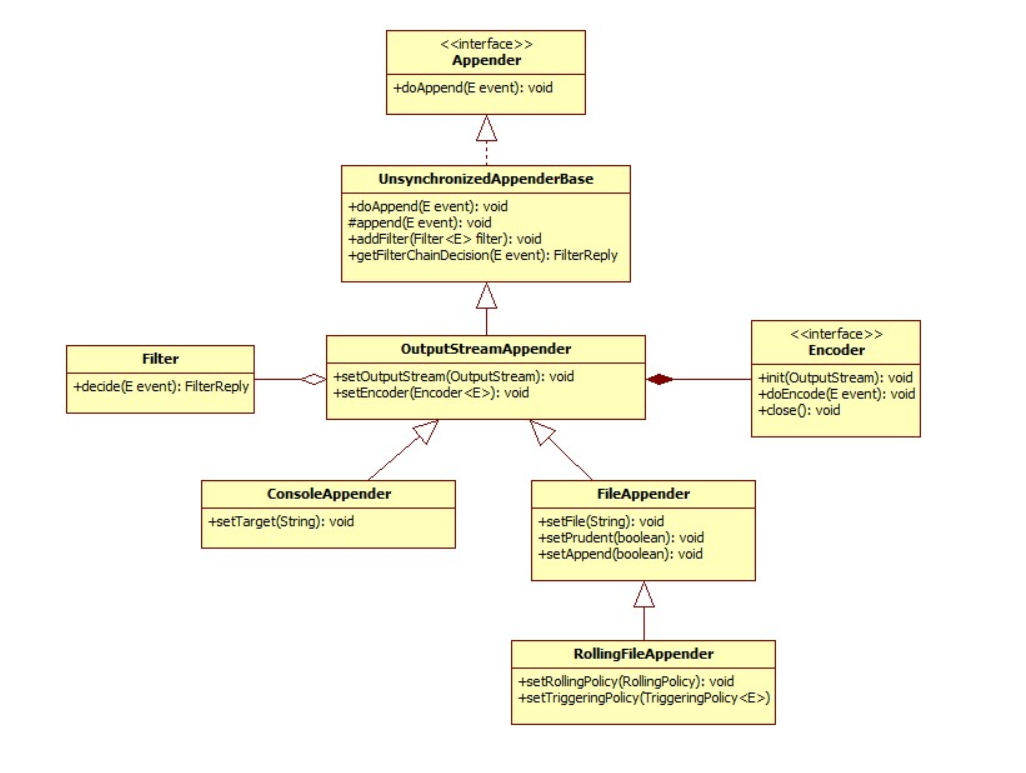 <<interface>>
Appender
+doAppend(E event): void
UnsynchronizedAppenderBase
+doAppend(E event): void
#append(E event): void
+addFilter(Filter<E> filter): void
+getFilterChainDecision(E event): FilterReply
Filter
+decide(E event): FilterReply
OutputStreamAppender
+setOutputStream(OutputStream): void
+setEncoder(Encoder<E>): void
<<interface>>
Encoder
+init(OutputStream): void
+doEncode(E event): void
+close(): void
ConsoleAppender
+setTarget(String): void
FileAppender
+setFile(String): void
+setPrudent(boolean): void
+setAppend(boolean): void
RollingFileAppender
+setRollingPolicy(RollingPolicy): void
+setTriggeringPolicy(TriggeringPolicy<E>)